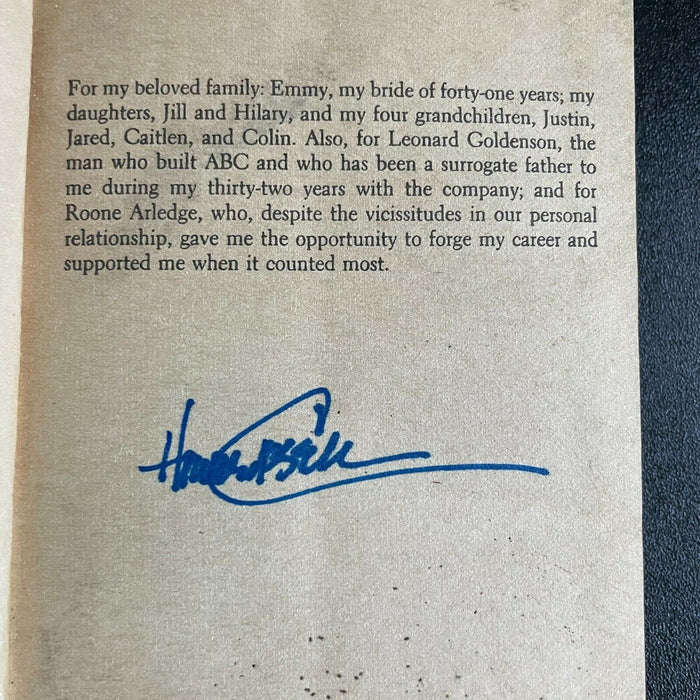 For my beloved family: Emmy, my bride of forty-one years; my
daughters, Jill and Hilary, and my four grandchildren, Justin,
Jared, Caitlen, and Colin. Also, for Leonard Goldenson, the
man who built ABC and who has been a surrogate father to
me during my thirty-two years with the company; and for
Roone Arledge, who, despite the vicissitudes in our personal
relationship, gave me the opportunity to forge my career and
supported me when it counted most.